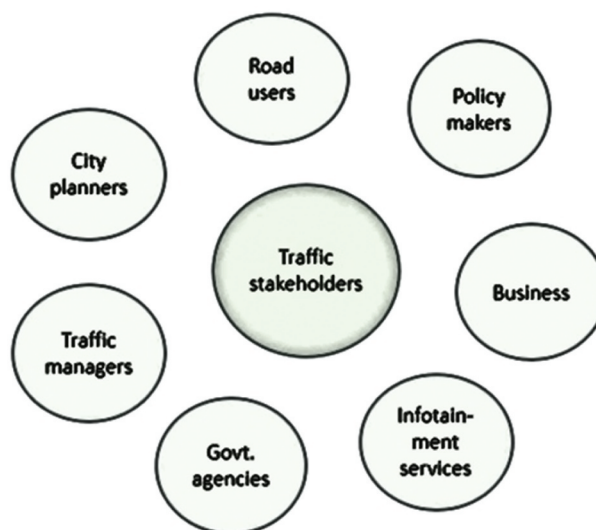 Road
users
Policy
makers
City
planners
Traffic
stakeholders
Business
Traffic
managers
Infotain-
ment
services
Govt.
agencies